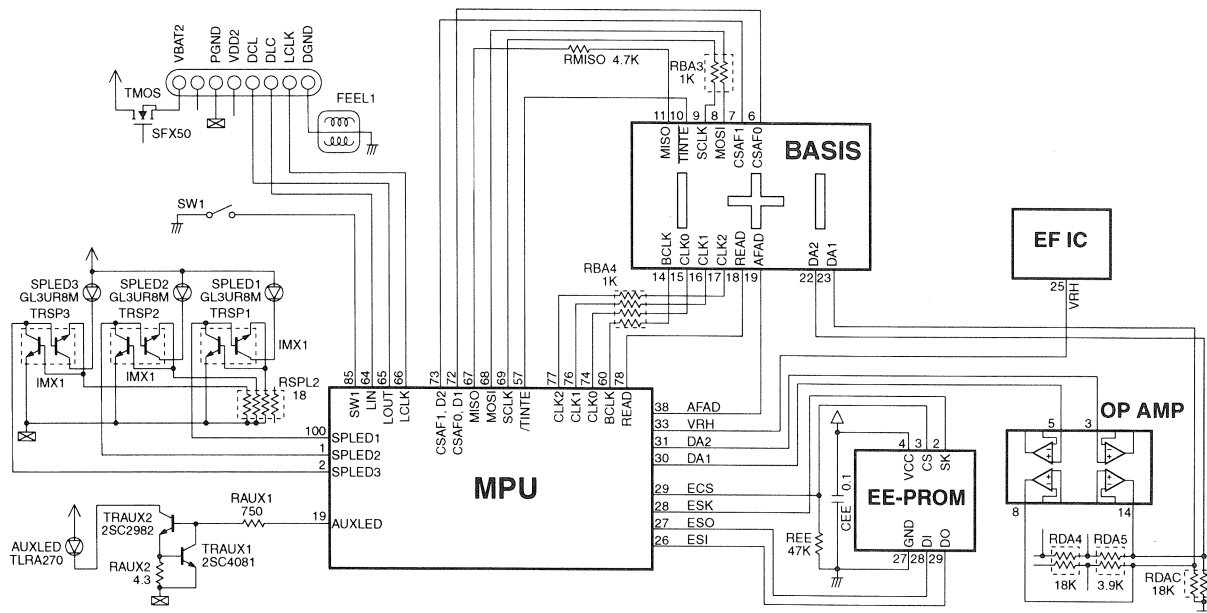 VBAT2
PGND
VDD2
DCL
DLC
LCLK
DGND
TMOS
SFX50
FEEL1
SW1
RMISO 4.7K
RBA3
1K
11 10 9 8 7 6
MISO
TINTE
SCLK
MOSI
CSAF1
CSAF0
BASIS
BCLK
CLK0
CLK1
CLK2
READ
AFAD
DA2
DA1
14 15 16 17 18 19
22 23
RBA4
1K
EF IC
25
VRH
SPLED3
GL3UR8M
SPLED2
GL3UR8M
SPLED1
GL3UR8M
TRSP3
TRSP2
TRSP1
IMX1
IMX1
IMX1
RSPL2
18
85 64 65 66
73 72 67 68 69 57
77 76 74 60 78
SW1
LIN
LOUT
LCLK
CSAF1, D2
CSAF0, D1
MISO
MOSI
SCLK
/TINTE
CLK2
CLK1
CLK0
BCLK
READ
100 SPLED1
1 SPLED2
2 SPLED3
19 AUXLED
MPU
38 AFAD
33 VRH
31 DA2
30 DA1
29 ECS
28 ESK
27 ESO
26 ESI
RAUX1
750
TRAUX2
2SC2982
TRAUX1
2SC4081
AUXLED
TLRA270
RAUX2
4.3
CEE 0.1
REE
47K
4 3 2
VCC
CS
SK
EE-PROM
GND
DI
DO
27 28 29
OP AMP
5 3
8 14
RDA4
18K
RDA5
3.9K
RDAC
18K